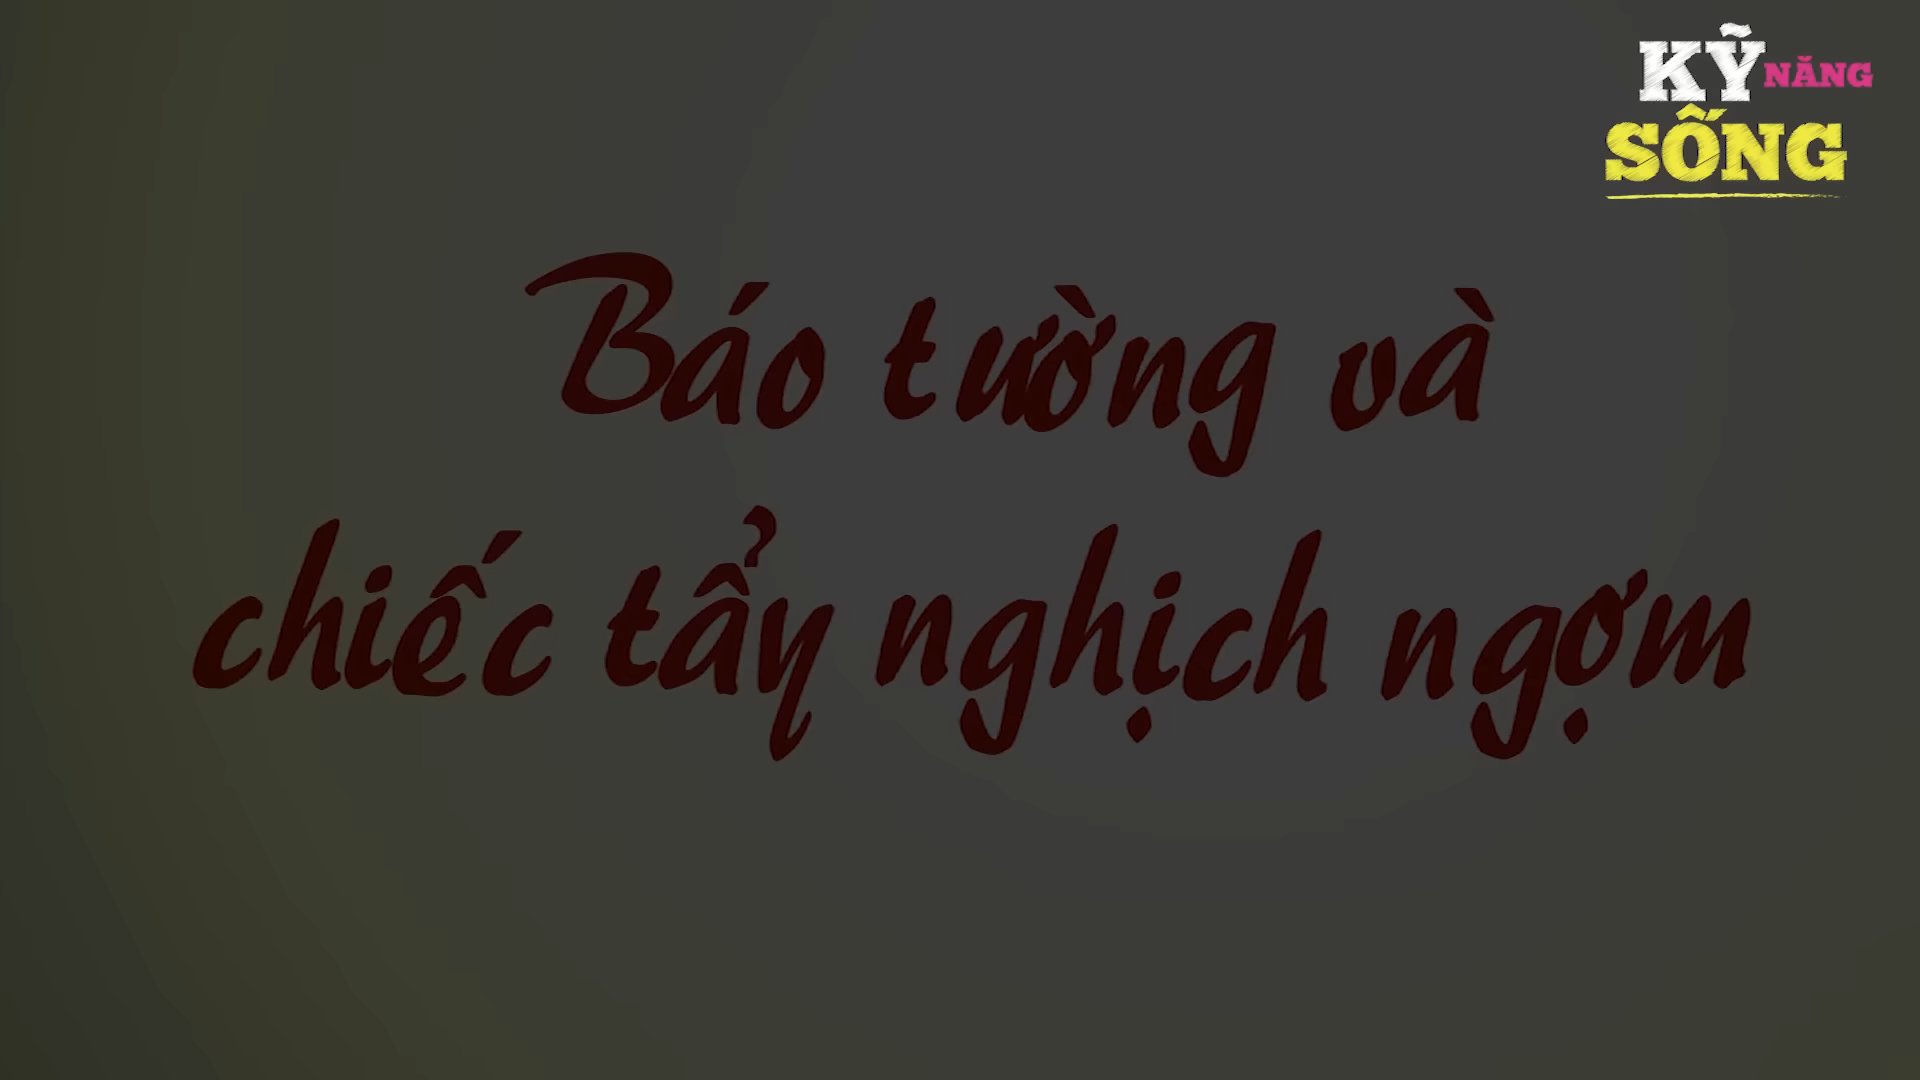 KỸ NĂNG
SỐNG
Báo tường và
chiếc tẩy nghịch ngợm